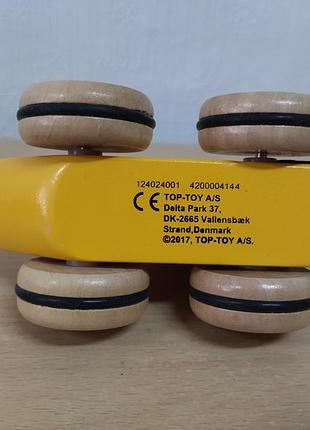 124024001 4200004144
CE TOP-TOY A/S
Delta Park 37,
DK-2665 Vallensbæk
Strand,Denmark
©2017, TOP-TOY A/S.